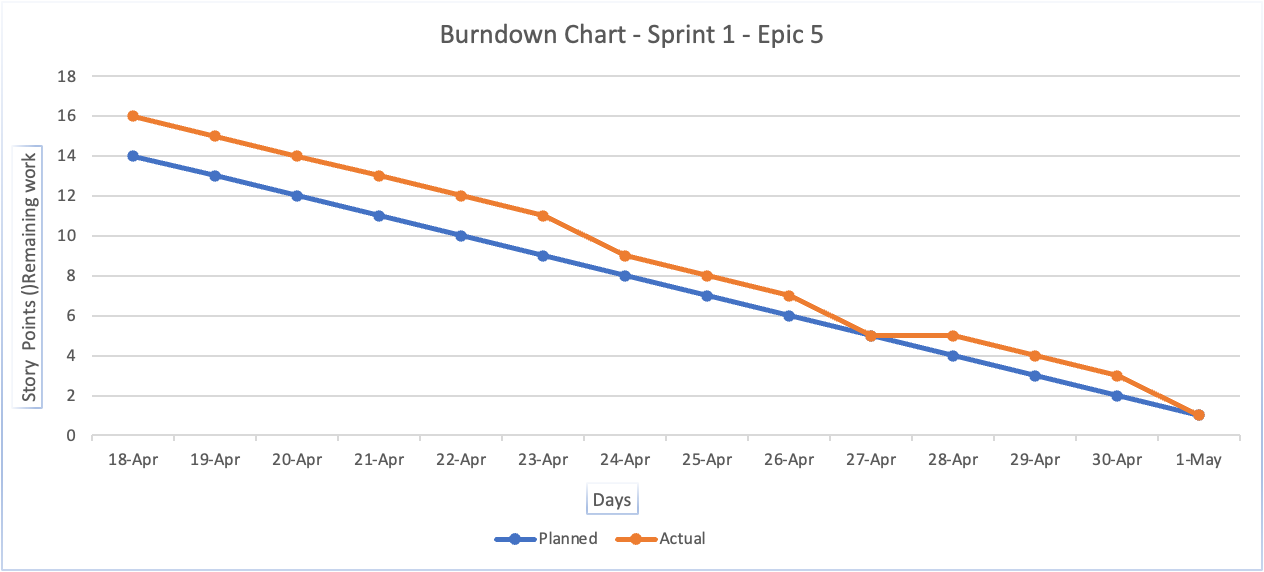 Burndown Chart - Sprint 1 - Epic 5
18
16
14
12
10
8
6
4
2
0
Story Points ()Remaining work
18-Apr 19-Apr 20-Apr 21-Apr 22-Apr 23-Apr 24-Apr 25-Apr 26-Apr 27-Apr 28-Apr 29-Apr 30-Apr 1-May
Days
Planned Actual